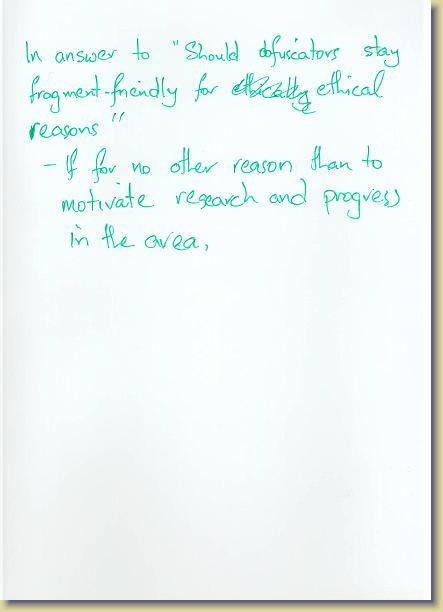 In answer to "Should obfuscators stay
fragment-friendly for ethical
reasons"
- If for no other reason than to
motivate research and progress
in the area,